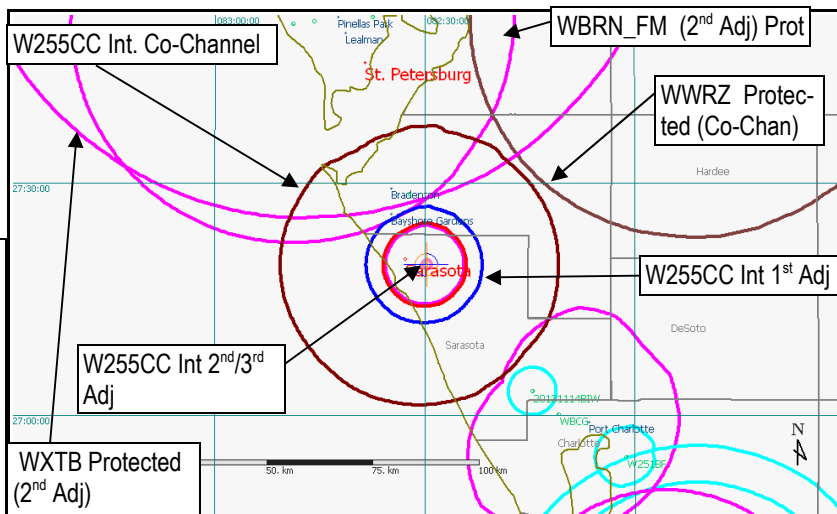 083:00:00
082:30:00
Pinellas Park
Lealman
St. Petersburg
W255CC Int. Co-Channel
WBRN_FM (2nd Adj) Prot
WWRZ Protec-
ted (Co-Chan)
Hardee
27:30:00
Bradenton
Bayshore Gardens
Sarasota
W255CC Int 1st Adj
DeSoto
Sarasota
W255CC Int 2nd/3rd
Adj
20131114BIW
WBCG
Port Charlotte
Charlotte
W251BF
27:00:00
WXTB Protected
(2nd Adj)
50. km
75. km
100 km
N